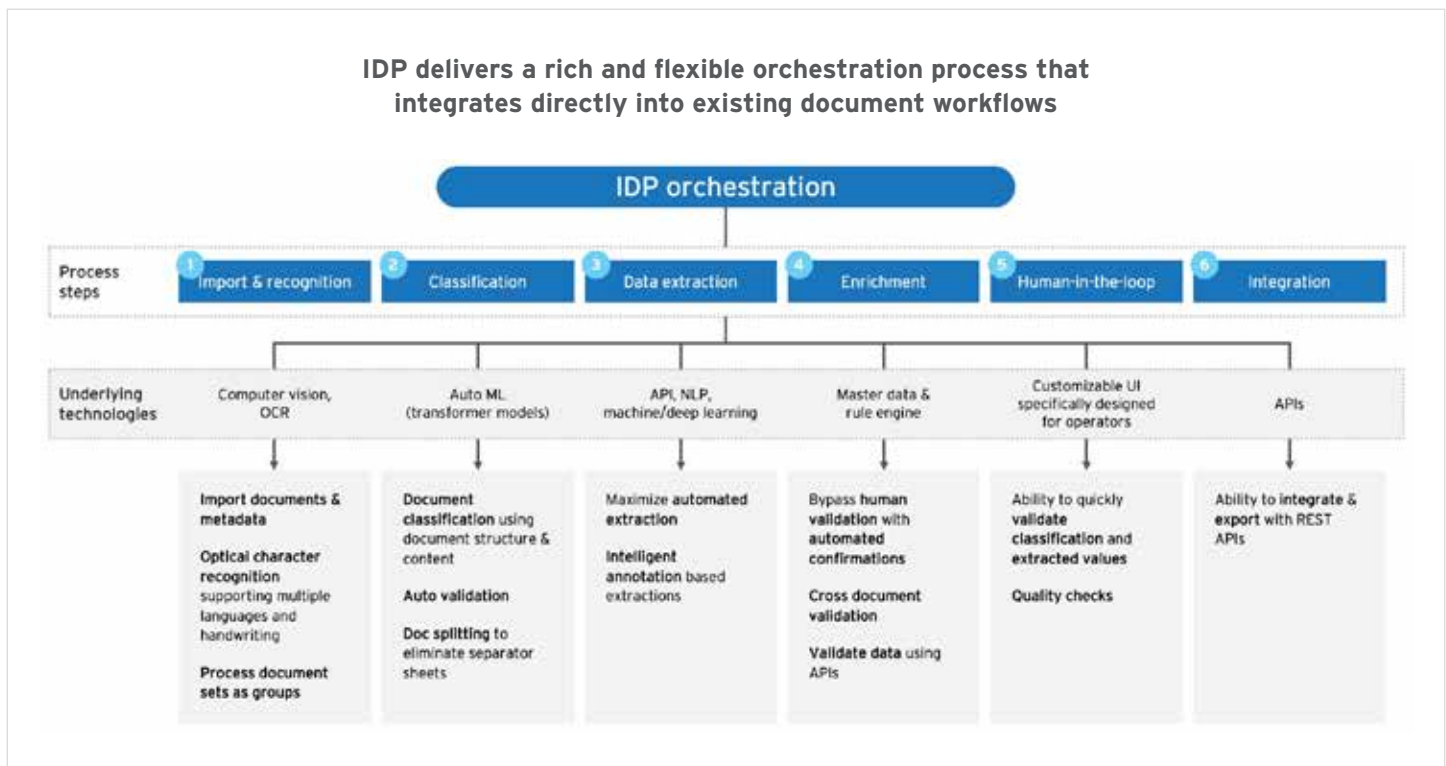 IDP delivers a rich and flexible orchestration process that
integrates directly into existing document workflows
IDP orchestration
Process
steps
1
Import & recognition
2
Classification
3
Data extraction
4
Enrichment
5
Human-in-the-loop
6
Integration
Underlying
technologies
Computer vision,
OCR
Auto ML
(transformer models)
API, NLP,
machine/deep learning
Master data &
rule engine
Customizable UI
specifically designed
for operators
APIs
Import documents &
metadata
Optical character
recognition
supporting multiple
languages and
handwriting
Process document
sets as groups
Document
classification using
document structure &
content
Auto validation
Doc splitting to
eliminate separator
sheets
Maximize automated
extraction
Intelligent
annotation based
extractions
Bypass human
validation with
automated
confirmations
Cross document
validation
Validate data using
APIs
Ability to quickly
validate
classification and
extracted values
Quality checks
Ability to integrate &
export with REST
APIs